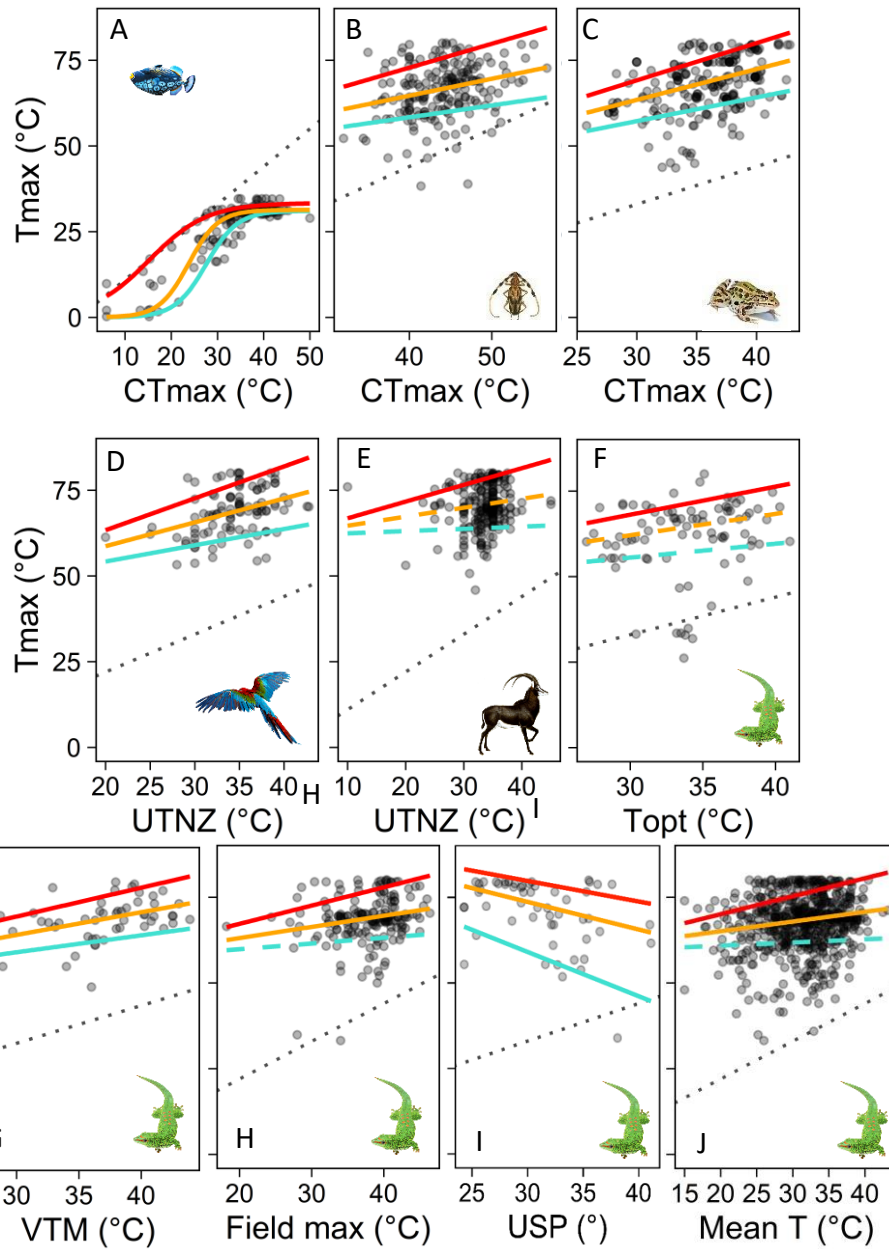 A
B
C
75
50
25
0
Tmax (°C)
10 20 30 40 50
40 50
25 30 35 40
CTmax (°C)
CTmax (°C)
CTmax (°C)
D
E
F
75
50
25
0
Tmax (°C)
20 25 30 35 40
10 20 30 40
30 35 40
H
I
UTNZ (°C)
UTNZ (°C)
Topt (°C)
H
I
J
30 35 40
20 30 40
25 30 35 40
15 20 25 30 35 40
VTM (°C)
Field max (°C)
USP (°)
Mean T (°C)